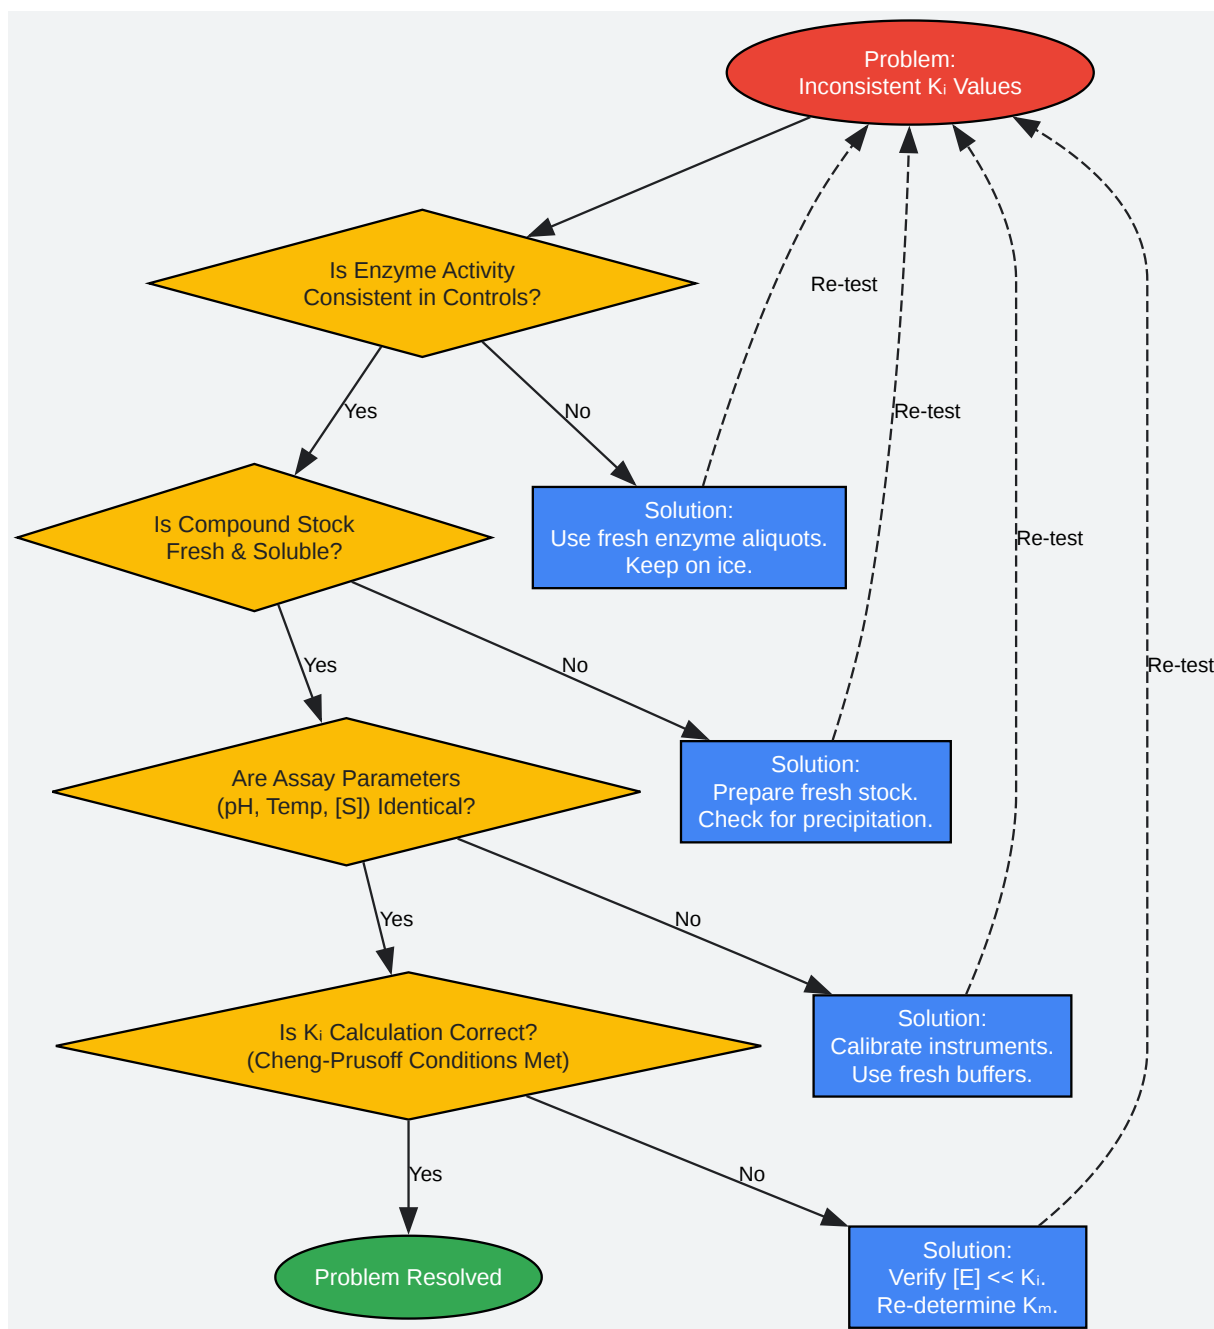 Problem:
Inconsistent Kᵢ Values
Is Enzyme Activity
Consistent in Controls?
Re-test
Yes
No
Re-test
Is Compound Stock
Fresh & Soluble?
Solution:
Use fresh enzyme aliquots.
Keep on ice.
Re-test
Yes
No
Re-test
Are Assay Parameters
(pH, Temp, [S]) Identical?
Solution:
Prepare fresh stock.
Check for precipitation.
Yes
No
Is Kᵢ Calculation Correct?
(Cheng-Prusoff Conditions Met)
Solution:
Calibrate instruments.
Use fresh buffers.
Yes
No
Problem Resolved
Solution:
Verify [E] << Kᵢ.
Re-determine Kₘ.